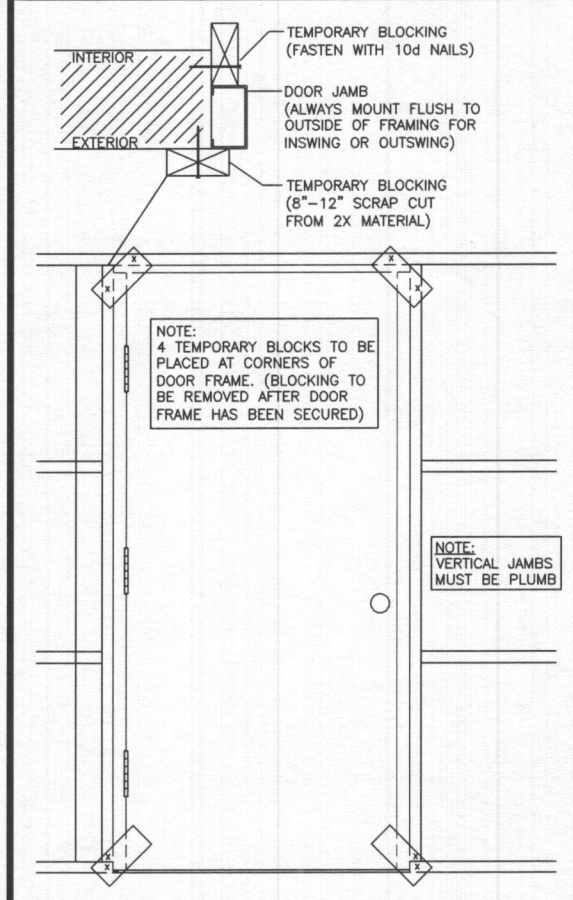 TEMPORARY BLOCKING
(FASTEN WITH 10d NAILS)
INTERIOR
DOOR JAMB
(ALWAYS MOUNT FLUSH TO
OUTSIDE OF FRAMING FOR
INSWING OR OUTSWING)
EXTERIOR
TEMPORARY BLOCKING
(8"-12" SCRAP CUT
FROM 2X MATERIAL)
NOTE:
4 TEMPORARY BLOCKS TO BE
PLACED AT CORNERS OF
DOOR FRAME. (BLOCKING TO
BE REMOVED AFTER DOOR
FRAME HAS BEEN SECURED)
NOTE:
VERTICAL JAMBS
MUST BE PLUMB